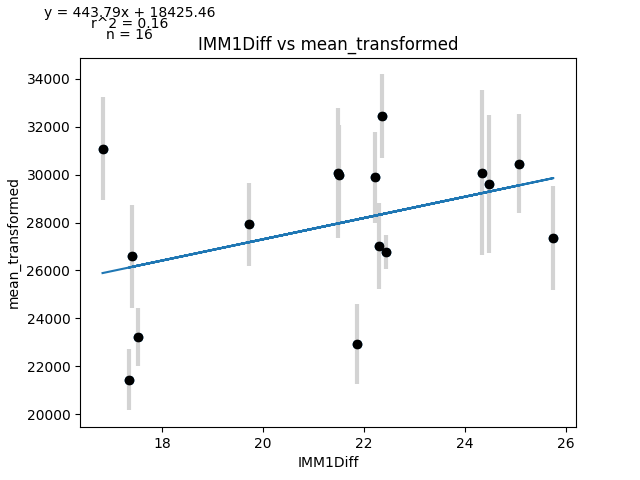 y = 443.79x + 18425.46
r^2 = 0.16
n = 16
IMM1Diff vs mean_transformed
34000
32000
30000
28000
26000
24000
22000
20000
mean_transformed
18
20
22
24
26
IMM1Diff